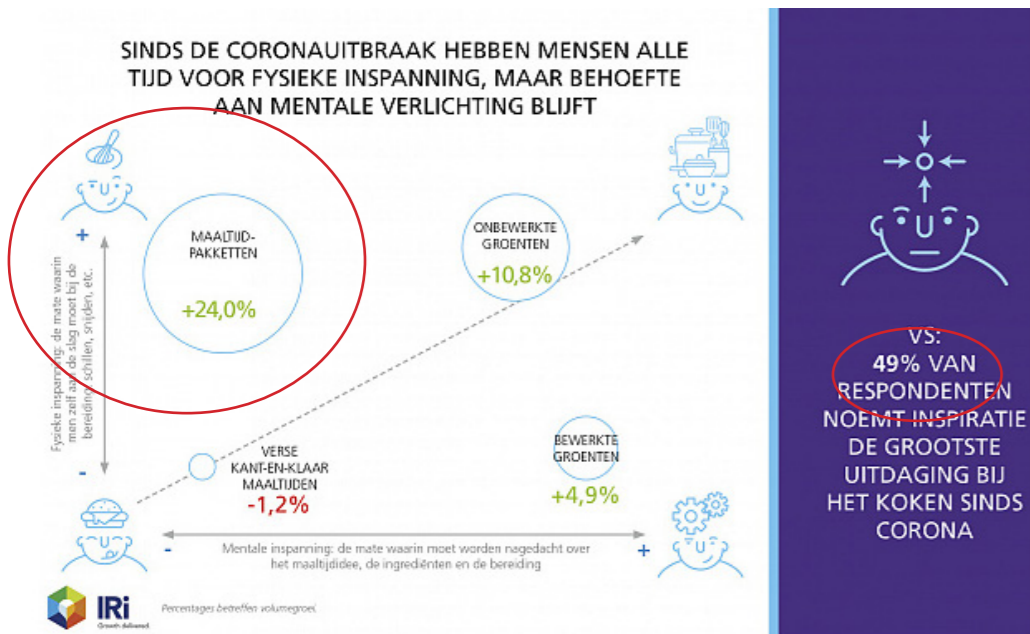 SINDS DE CORONAUITBRAAK HEBBEN MENSEN ALLE
TIJD VOOR FYSIEKE INSPANNING, MAAR BEHOEFTE
AAN MENTALE VERLICHTING BLIJFT
+
Fysieke inspanning: de mate waarin
men zelf aan de slag moet bij de
bereiding: schillen, snijden, etc.
-
MAALTIJD-
PAKKETTEN
+24,0%
ONBEWERKTE
GROENTEN
+10,8%
VERSE
KANT-EN-KLAAR
MAALTIJDEN
-1,2%
BEWERKTE
GROENTEN
+4,9%
-
Mentale inspanning: de mate waarin moet worden nagedacht over
het maaltijdidee, de ingrediënten en de bereiding
+
IRi
Growth delivered.
Percentages betreffen volumegroei.
VS:
49% VAN
RESPONDENTEN
NOEMT INSPIRATIE
DE GROOTSTE
UITDAGING BIJ
HET KOKEN SINDS
CORONA